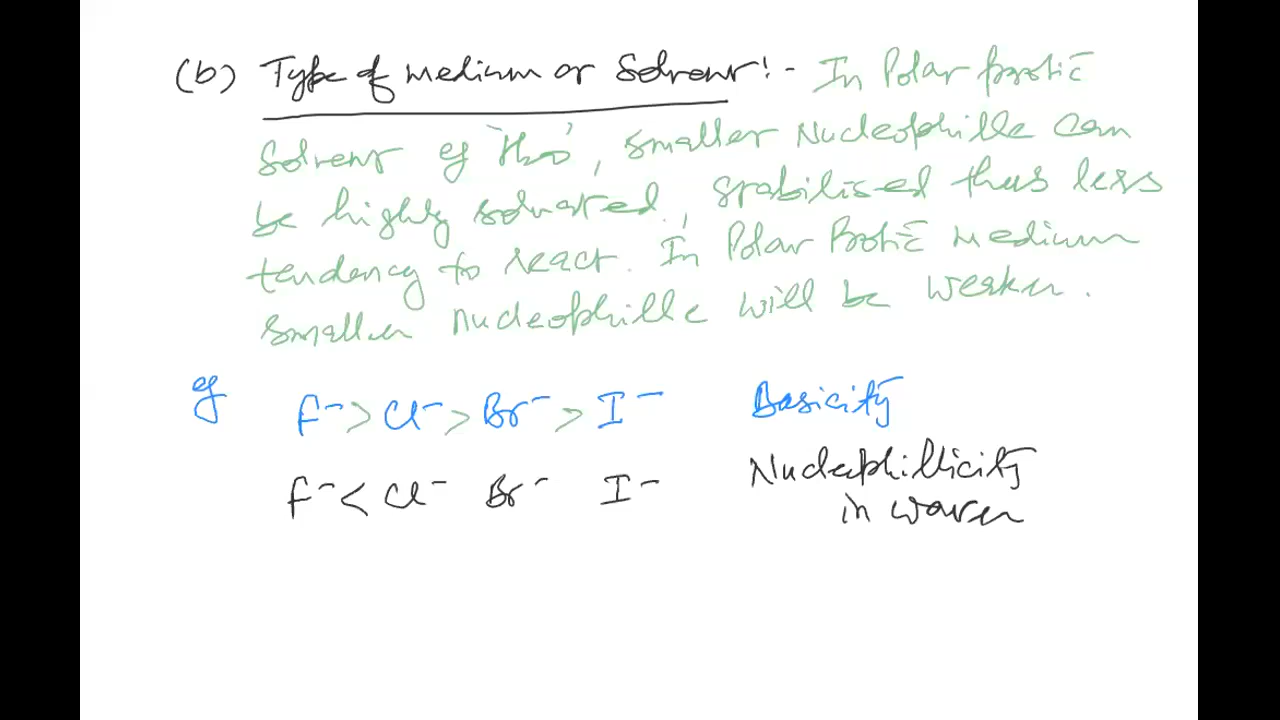 (b) Type of medium or Solvent:- In Polar Protic
Solvent eg 'H₂O', smaller Nucleophille can
be highly solvated, stabilised thus less
tendency to react. In Polar Protic medium
smaller nucleophille will be weaker.
eg F⁻ > Cl⁻ > Br⁻ > I⁻ Basicity
F⁻ < Cl⁻ Br⁻ I⁻ Nucleophillicity
in water